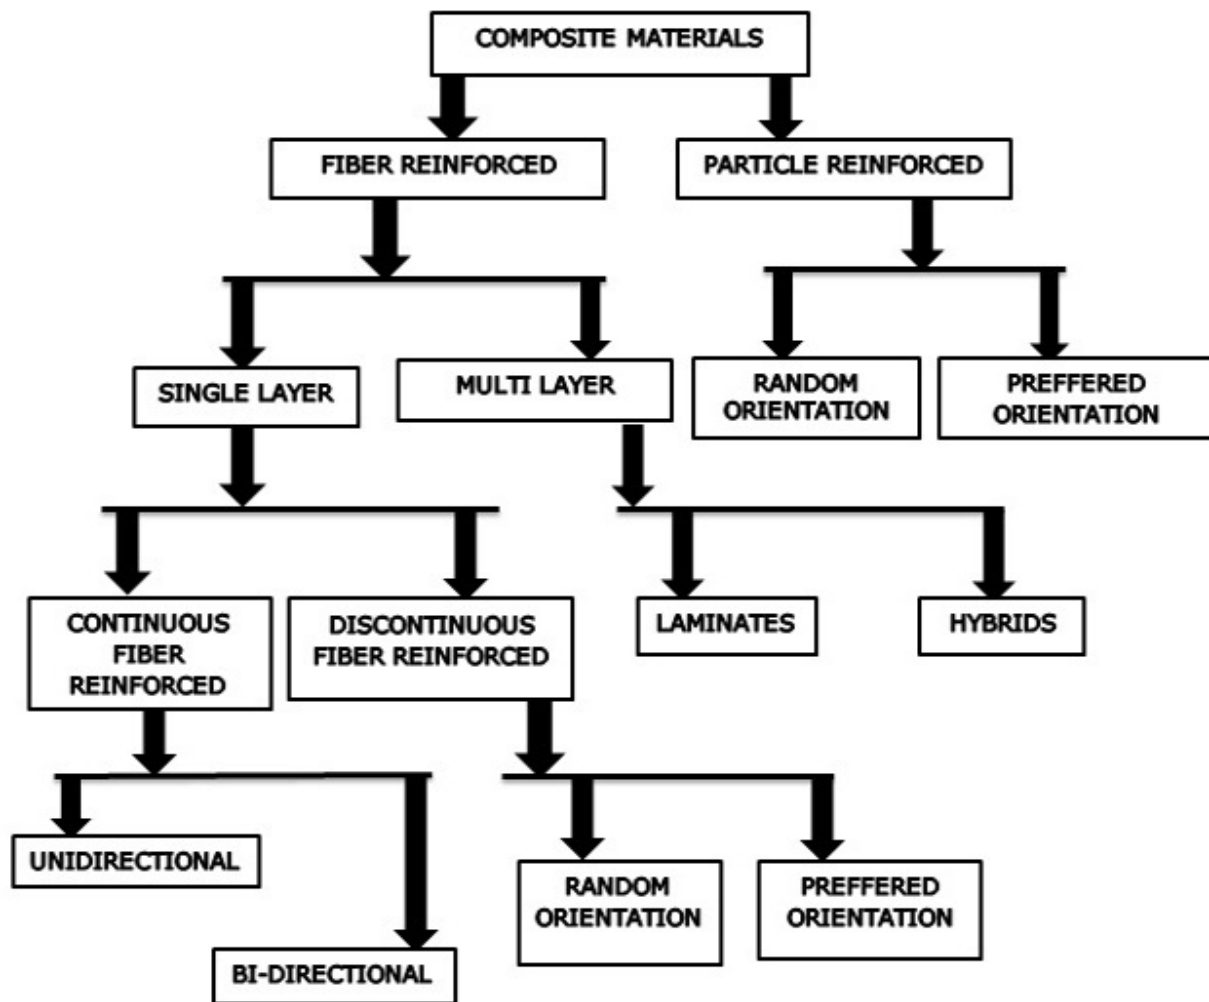 COMPOSITE MATERIALS
FIBER REINFORCED
PARTICLE REINFORCED
SINGLE LAYER
MULTI LAYER
RANDOM
ORIENTATION
PREFFERED
ORIENTATION
CONTINUOUS
FIBER
REINFORCED
DISCONTINUOUS
FIBER REINFORCED
LAMINATES
HYBRIDS
UNIDIRECTIONAL
BI-DIRECTIONAL
RANDOM
ORIENTATION
PREFFERED
ORIENTATION